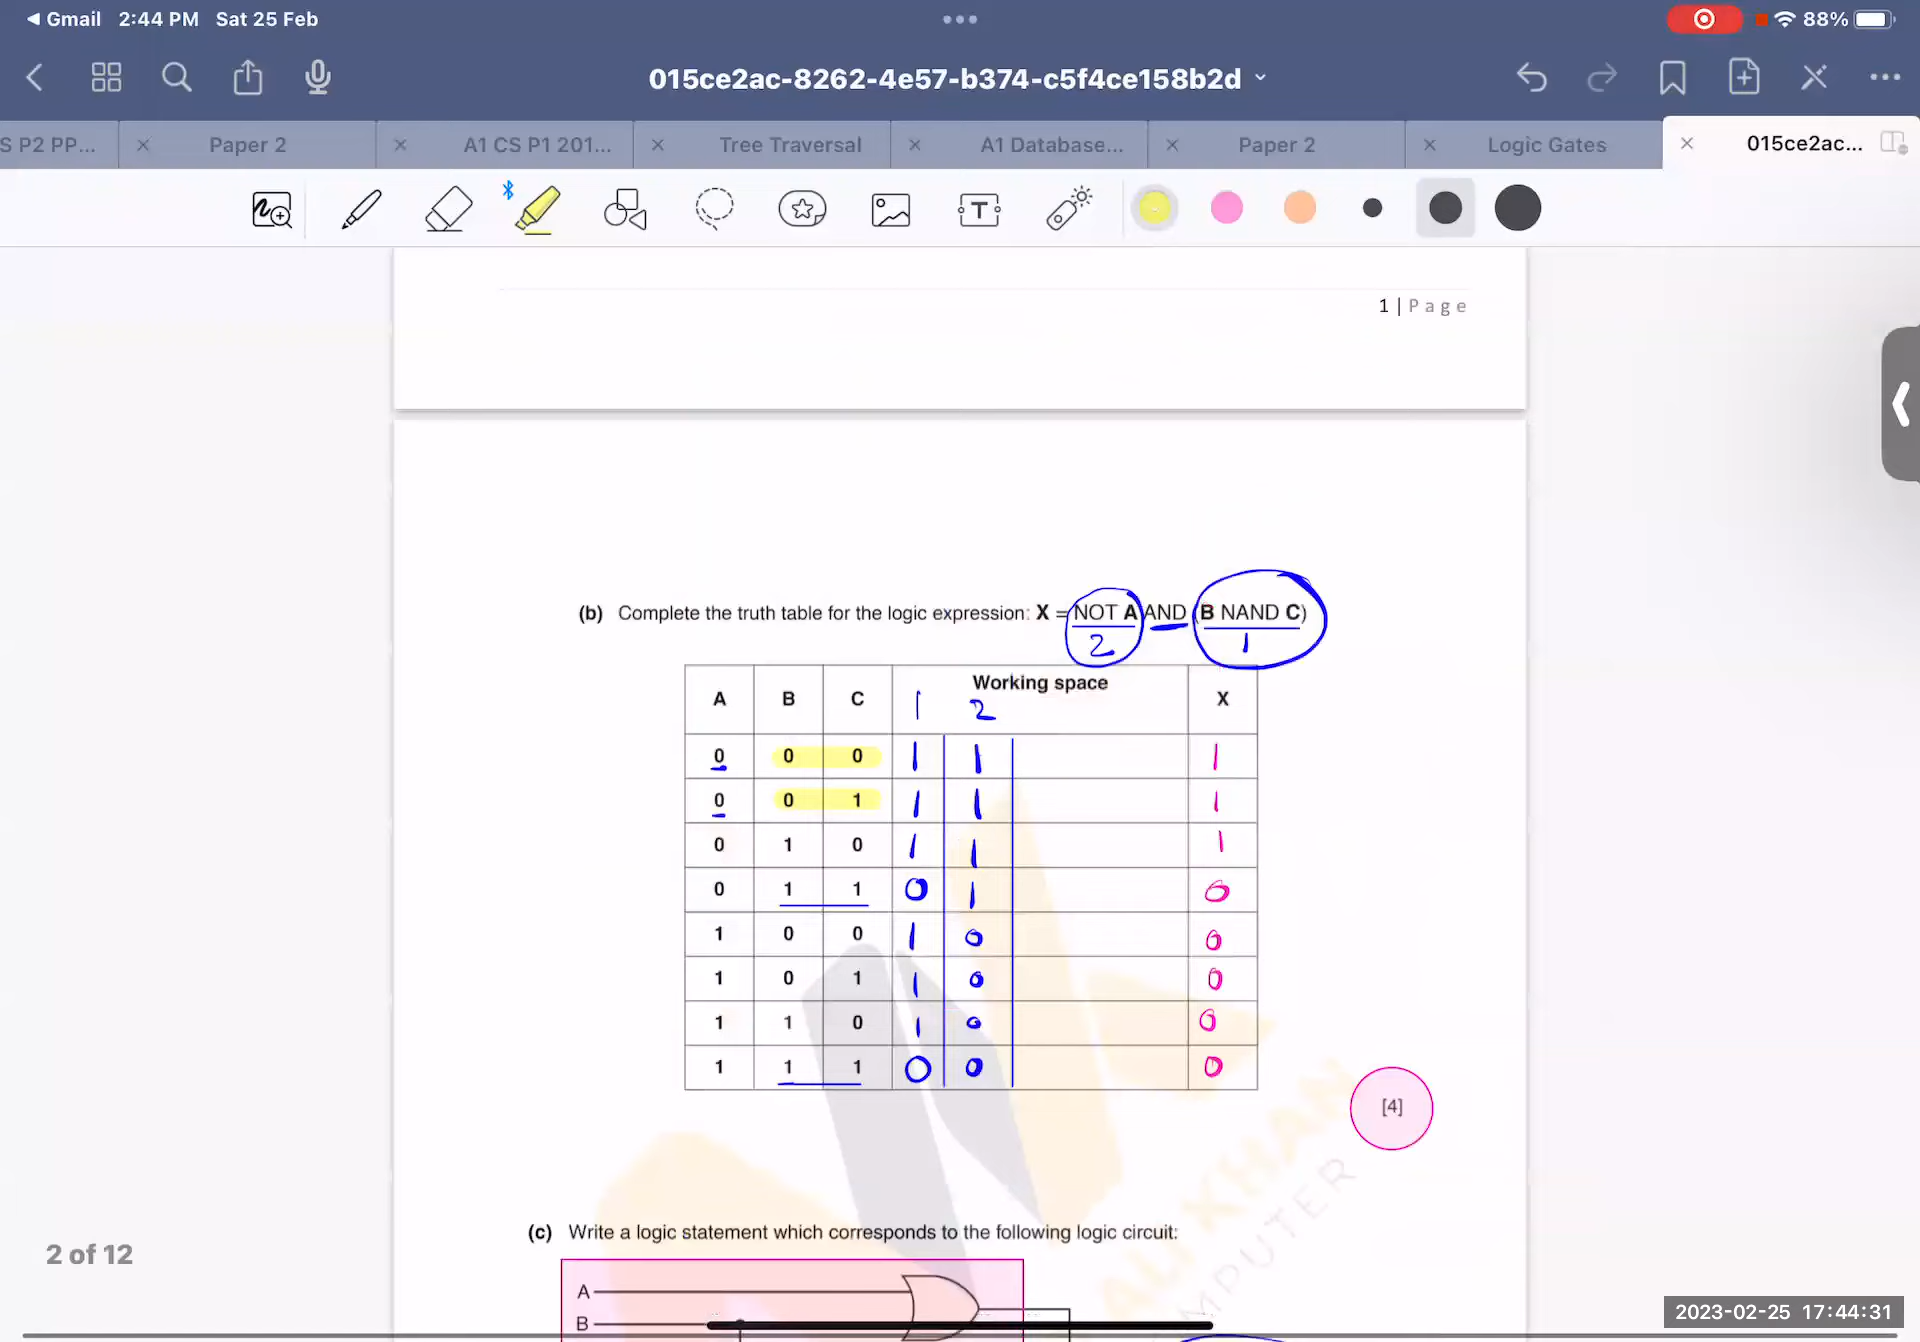 Gmail 2:44 PM Sat 25 Feb 88%
015ce2ac-8262-4e57-b374-c5f4ce158b2d
S P2 PP... Paper 2 A1 CS P1 201... Tree Traversal A1 Database... Paper 2 Logic Gates 015ce2ac...
1 | Page
(b) Complete the truth table for the logic expression: X = NOT A AND (B NAND C)
2 1
A B C Working space X
1 2
0 0 0 1 1 1
0 0 1 1 1 1
0 1 0 1 1 1
0 1 1 0 1 0
1 0 0 1 0 0
1 0 1 1 0 0
1 1 0 1 0 0
1 1 1 0 0 0
[4]
ALI KHAN
MPUTER
(c) Write a logic statement which corresponds to the following logic circuit:
A
B
2 of 12
2023-02-25 17:44:31